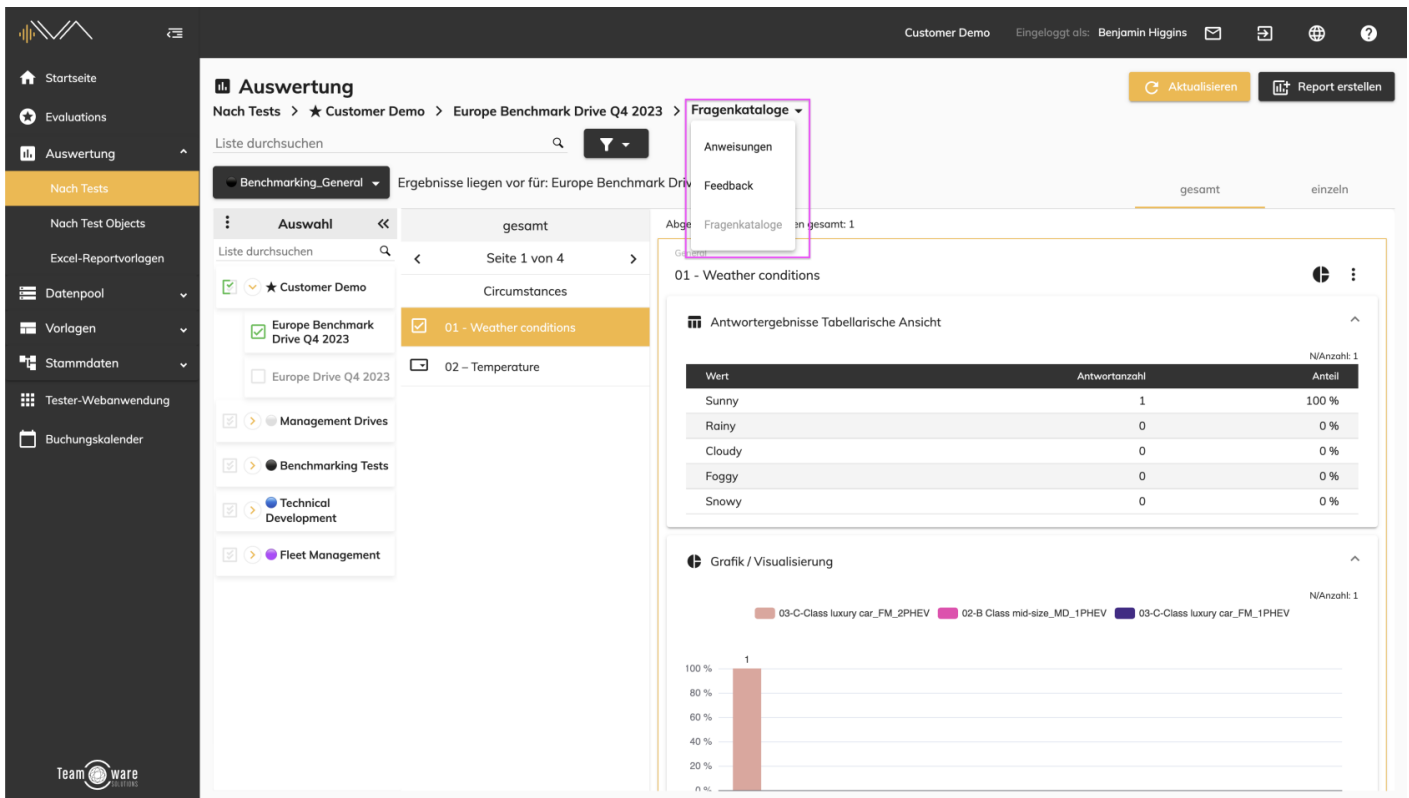 IVA
Customer Demo
Eingeloggt als: Benjamin Higgins
Startseite
Evaluations
Auswertung
Nach Tests
Nach Test Objects
Excel-Reportvorlagen
Datenpool
Vorlagen
Stammdaten
Tester-Webanwendung
Buchungskalender
Team ware
SOLUTIONS
Auswertung
Aktualisieren
Report erstellen
Nach Tests > ★ Customer Demo > Europe Benchmark Drive Q4 2023 > Fragenkataloge
Anweisungen
Feedback
Fragenkataloge
Liste durchsuchen
Benchmarking_General
Ergebnisse liegen vor für: Europe Benchmark
gesamt
einzeln
Auswahl
Liste durchsuchen
★ Customer Demo
Europe Benchmark
Drive Q4 2023
Europe Drive Q4 2023
Management Drives
Benchmarking Tests
Technical
Development
Fleet Management
gesamt
Seite 1 von 4
Circumstances
01 - Weather conditions
02 – Temperature
gesamt: 1
General
01 - Weather conditions
Antwortergebnisse Tabellarische Ansicht
N/Anzahl: 1
Wert Antwortanzahl Anteil
Sunny 1 100 %
Rainy 0 0 %
Cloudy 0 0 %
Foggy 0 0 %
Snowy 0 0 %
Grafik / Visualisierung
N/Anzahl: 1
03-C-Class luxury car_FM_2PHEV 02-B Class mid-size_MD_1PHEV 03-C-Class luxury car_FM_1PHEV
1
100 %
80 %
60 %
40 %
20 %
0 %